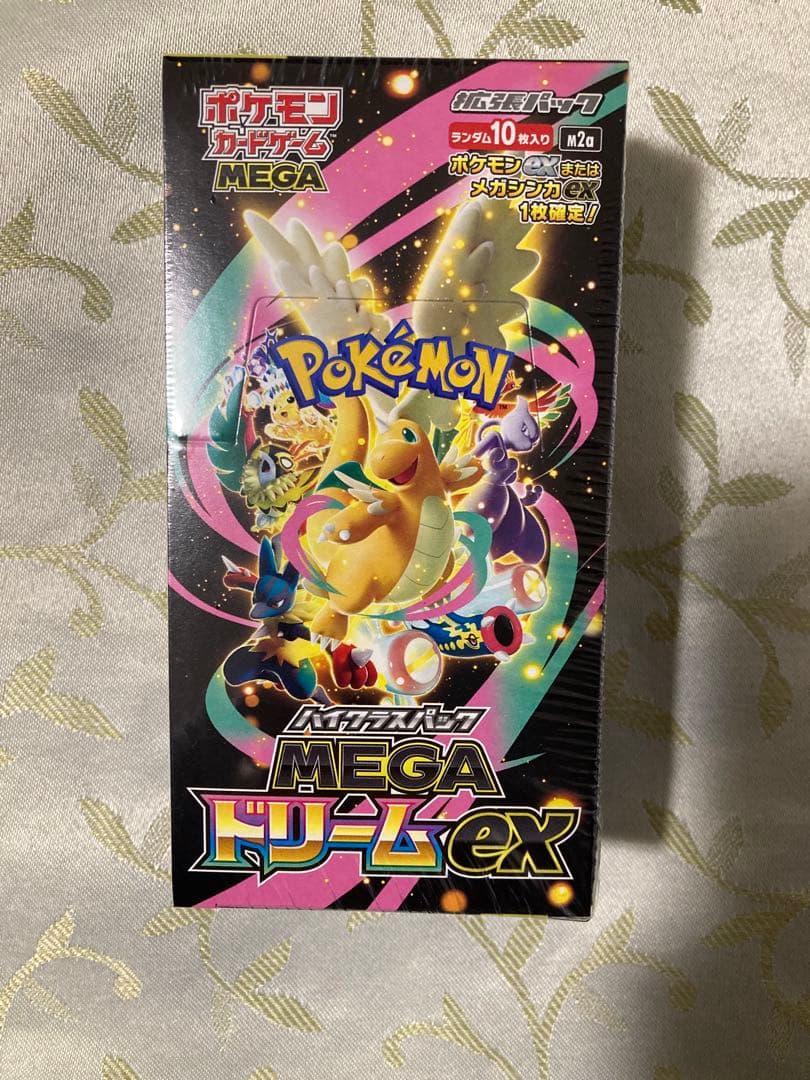 ポケモン
カードゲーム™
MEGA
拡張パック
ランダム10枚入り
M2a
ポケモンexまたは
メガシンカex
1枚確定!
POKéMON™
ハイクラスパック
MEGA
ドリームex